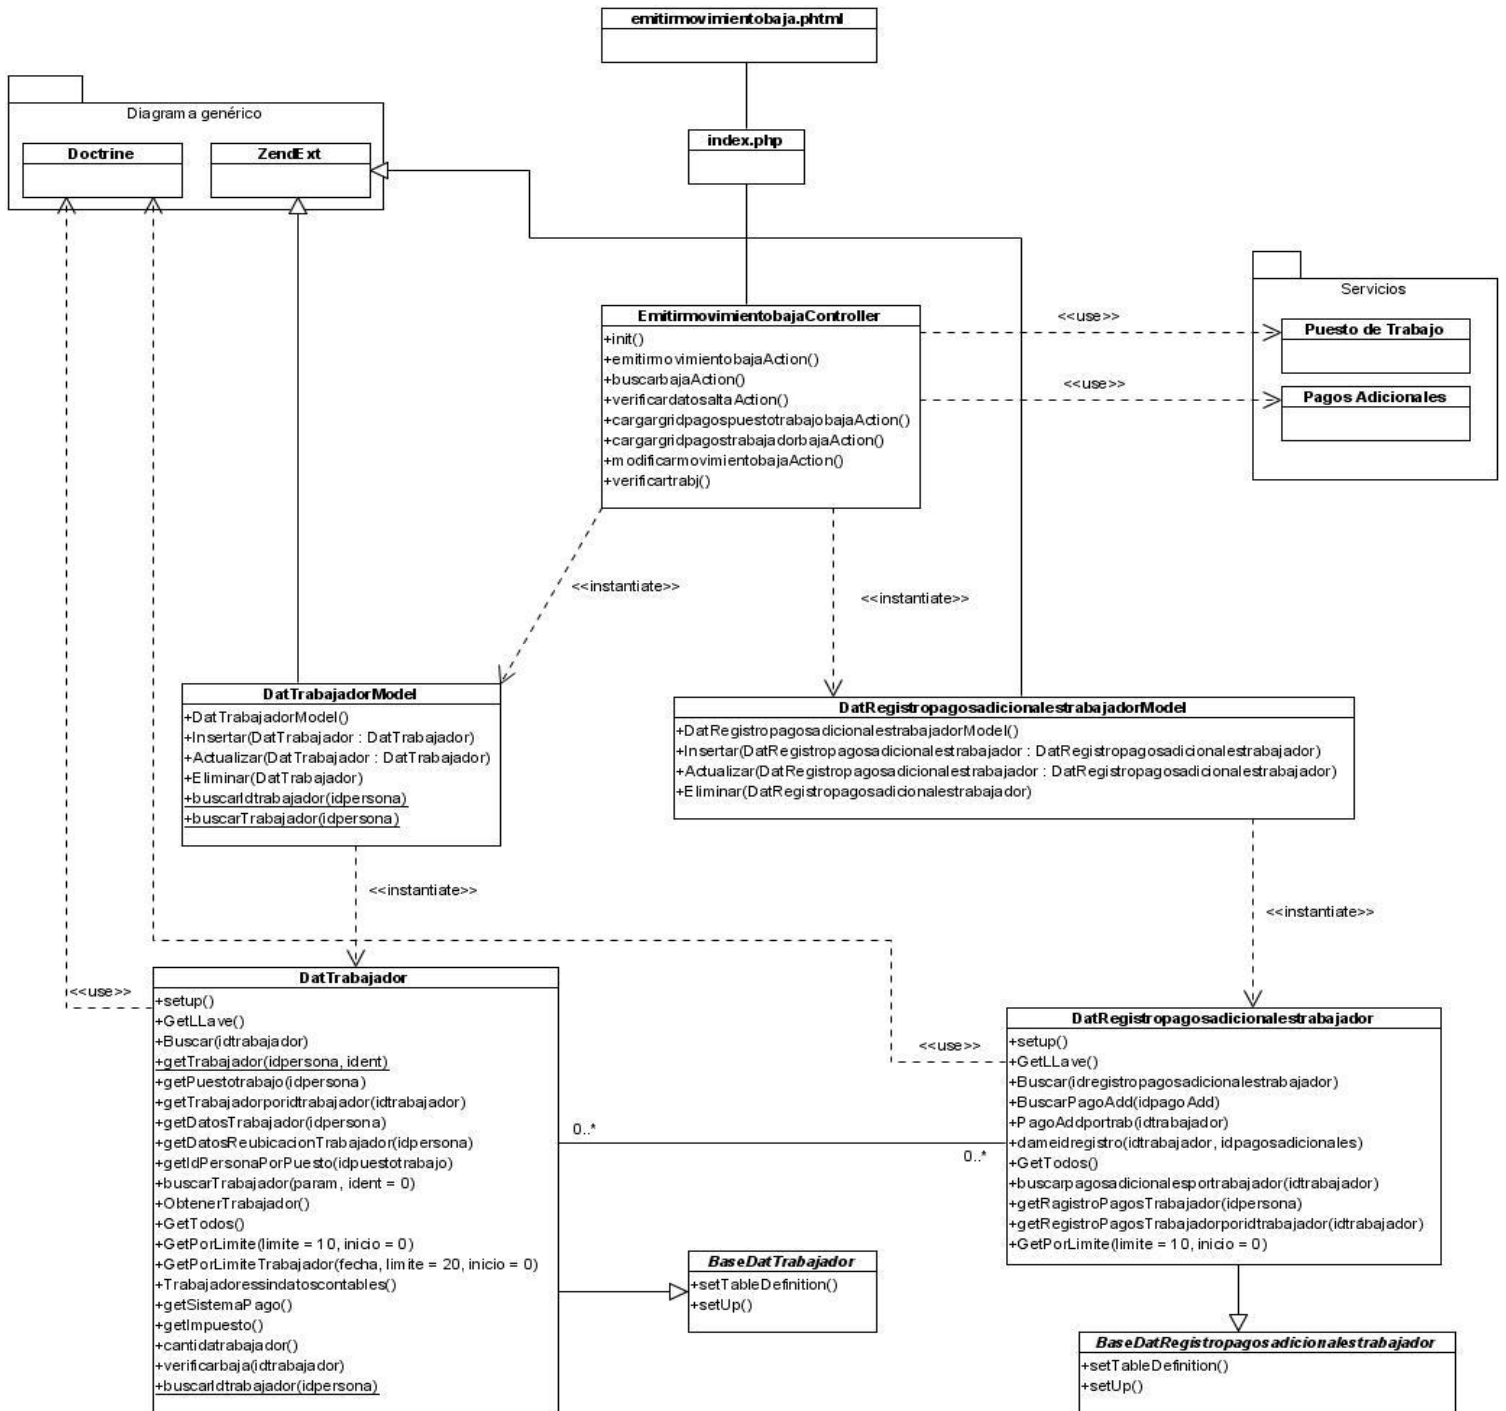 emitirmovimientobaja.phtml
Diagrama genérico
Doctrine
ZendExt
index.php
Servicios
Puesto de Trabajo
Pagos Adicionales
EmitirmovimientobajaController
+init()
+emitirmovimientobajaAction()
+buscarbajaAction()
+verificardatosaltaAction()
+cargargridpagospuestotrabajobajaAction()
+cargargridpagostrabajadorbajaAction()
+modificarmovimientobajaAction()
+verificartrabj()
<<use>>
<<use>>
<<instantiate>>
<<instantiate>>
DatTrabajadorModel
+DatTrabajadorModel()
+Insertar(DatTrabajador : DatTrabajador)
+Actualizar(DatTrabajador : DatTrabajador)
+Eliminar(DatTrabajador)
+buscarIdtrabajador(idpersona)
+buscarTrabajador(idpersona)
DatRegistropagosadicionalestrabajadorModel
+DatRegistropagosadicionalestrabajadorModel()
+Insertar(DatRegistropagosadicionalestrabajador : DatRegistropagosadicionalestrabajador)
+Actualizar(DatRegistropagosadicionalestrabajador : DatRegistropagosadicionalestrabajador)
+Eliminar(DatRegistropagosadicionalestrabajador)
<<instantiate>>
<<instantiate>>
<<use>>
DatTrabajador
+setup()
+GetLLave()
+Buscar(idtrabajador)
+getTrabajador(idpersona, ident)
+getPuestotrabajo(idpersona)
+getTrabajadorporidtrabajador(idtrabajador)
+getDatosTrabajador(idpersona)
+getDatosReubicacionTrabajador(idpersona)
+getIdPersonaPorPuesto(idpuestotrabajo)
+buscarTrabajador(param, ident = 0)
+ObtenerTrabajador()
+GetTodos()
+GetPorLimite(limite = 10, inicio = 0)
+GetPorLimiteTrabajador(fecha, limite = 20, inicio = 0)
+Trabajadoressindatoscontables()
+getSistemaPago()
+getImpuesto()
+cantidatrabajador()
+verificarbaja(idtrabajador)
+buscarIdtrabajador(idpersona)
<<use>>
0..*
0..*
DatRegistropagosadicionalestrabajador
+setup()
+GetLLave()
+Buscar(idregistropagosadicionalestrabajador)
+BuscarPagoAdd(idpagoAdd)
+PagoAddportrab(idtrabajador)
+dameidregistro(idtrabajador, idpagosadicionales)
+GetTodos()
+buscarpagosadicionalesportrabajador(idtrabajador)
+getRagistroPagosTrabajador(idpersona)
+getRegistroPagosTrabajadorporidtrabajador(idtrabajador)
+GetPorLimite(limite = 10, inicio = 0)
BaseDatTrabajador
+setTableDefinition()
+setUp()
BaseDatRegistropagosadicionalestrabajador
+setTableDefinition()
+setUp()